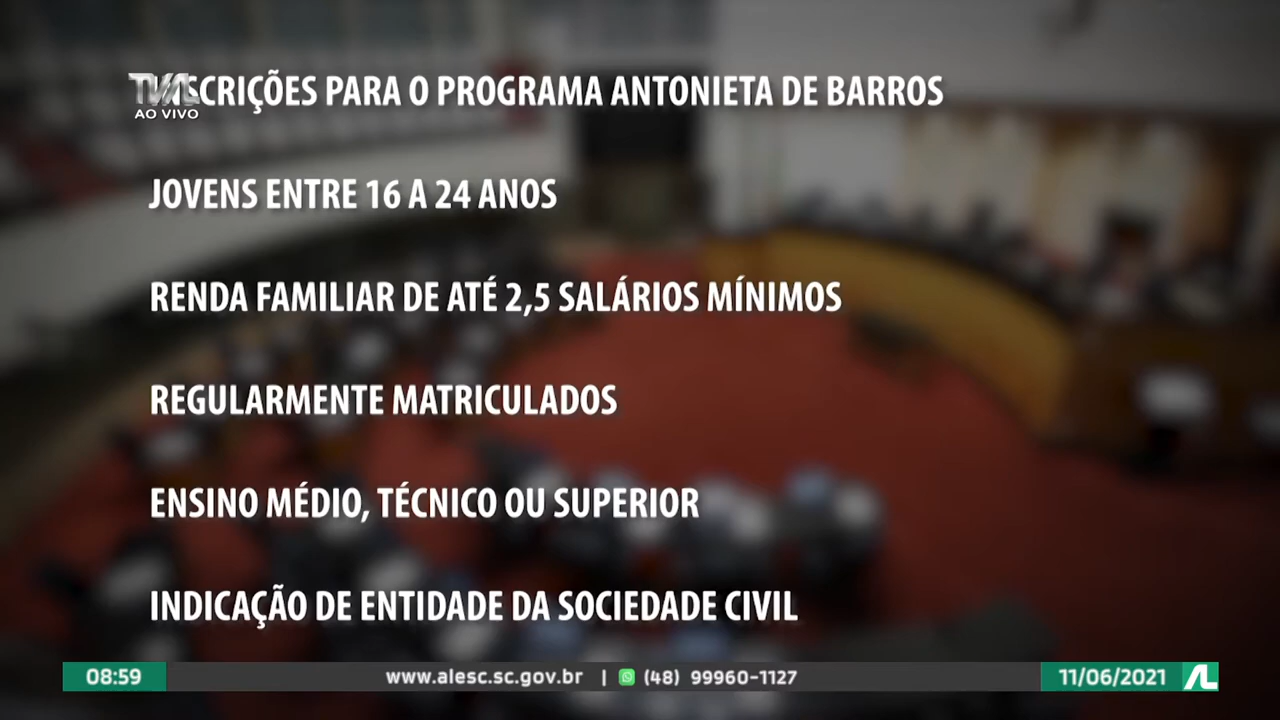 TVAL
AO VIVO
INSCRIÇÕES PARA O PROGRAMA ANTONIETA DE BARROS
JOVENS ENTRE 16 A 24 ANOS
RENDA FAMILIAR DE ATÉ 2,5 SALÁRIOS MÍNIMOS
REGULARMENTE MATRICULADOS
ENSINO MÉDIO, TÉCNICO OU SUPERIOR
INDICAÇÃO DE ENTIDADE DA SOCIEDADE CIVIL
08:59 www.alesc.sc.gov.br | (48) 99960-1127 11/06/2021 AL